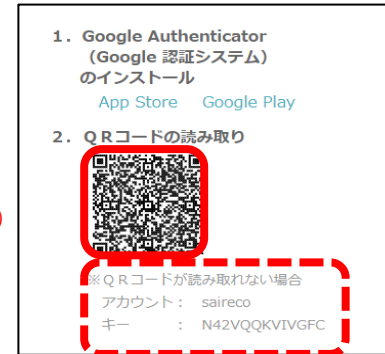 1. Google Authenticator
（Google 認証システム）
のインストール
App Store Google Play
2. QRコードの読み取り
※QRコードが読み取れない場合
アカウント： saireco
キー ： N42VQQKVIVGFC